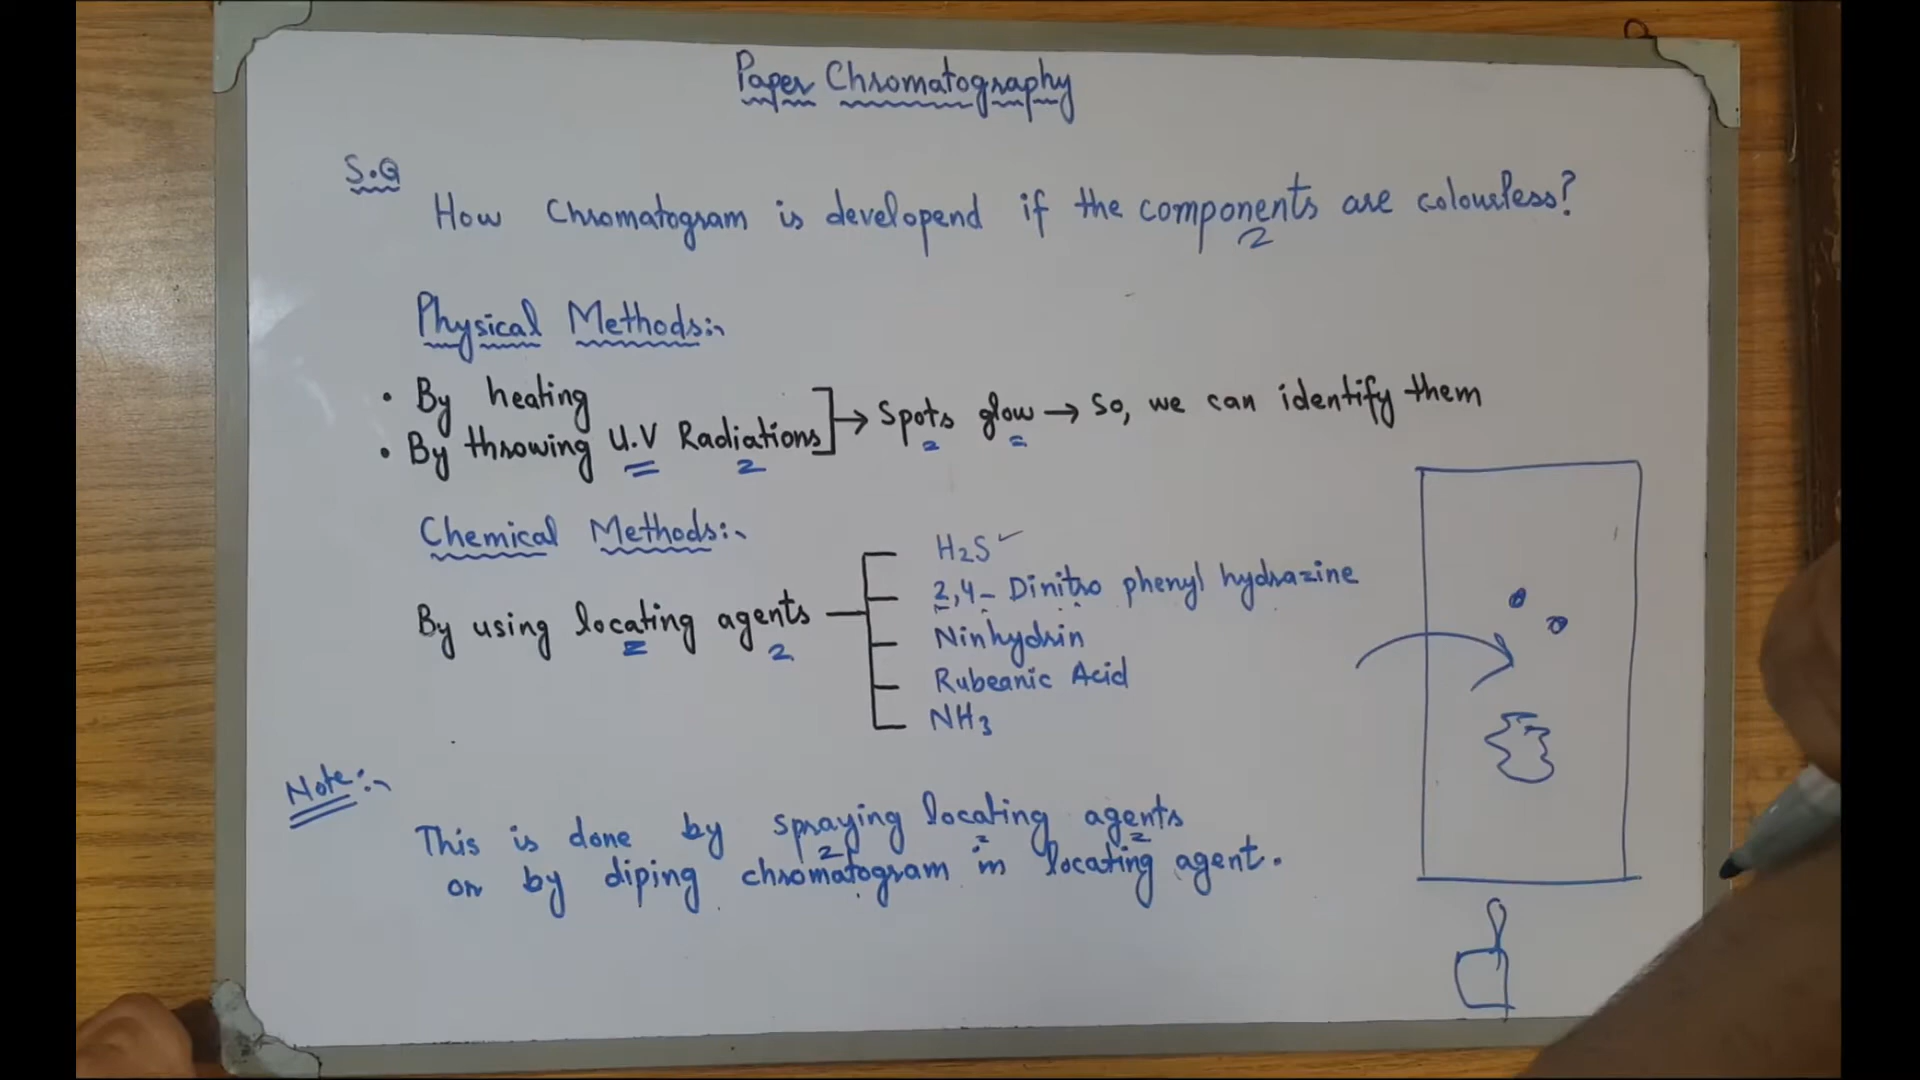 Paper Chromatography
S.Q
How Chromatogram is developend if the components are colourless?
Physical Methods:-
• By heating
• By throwing U.V Radiations → Spots glow → So, we can identify them
Chemical Methods:-
By using locating agents
H2S ✓
2,4- Dinitro phenyl hydrazine
Ninhydrin
Rubeanic Acid
NH3
Note:-
This is done by spraying locating agents
or by diping chromatogram in locating agent.